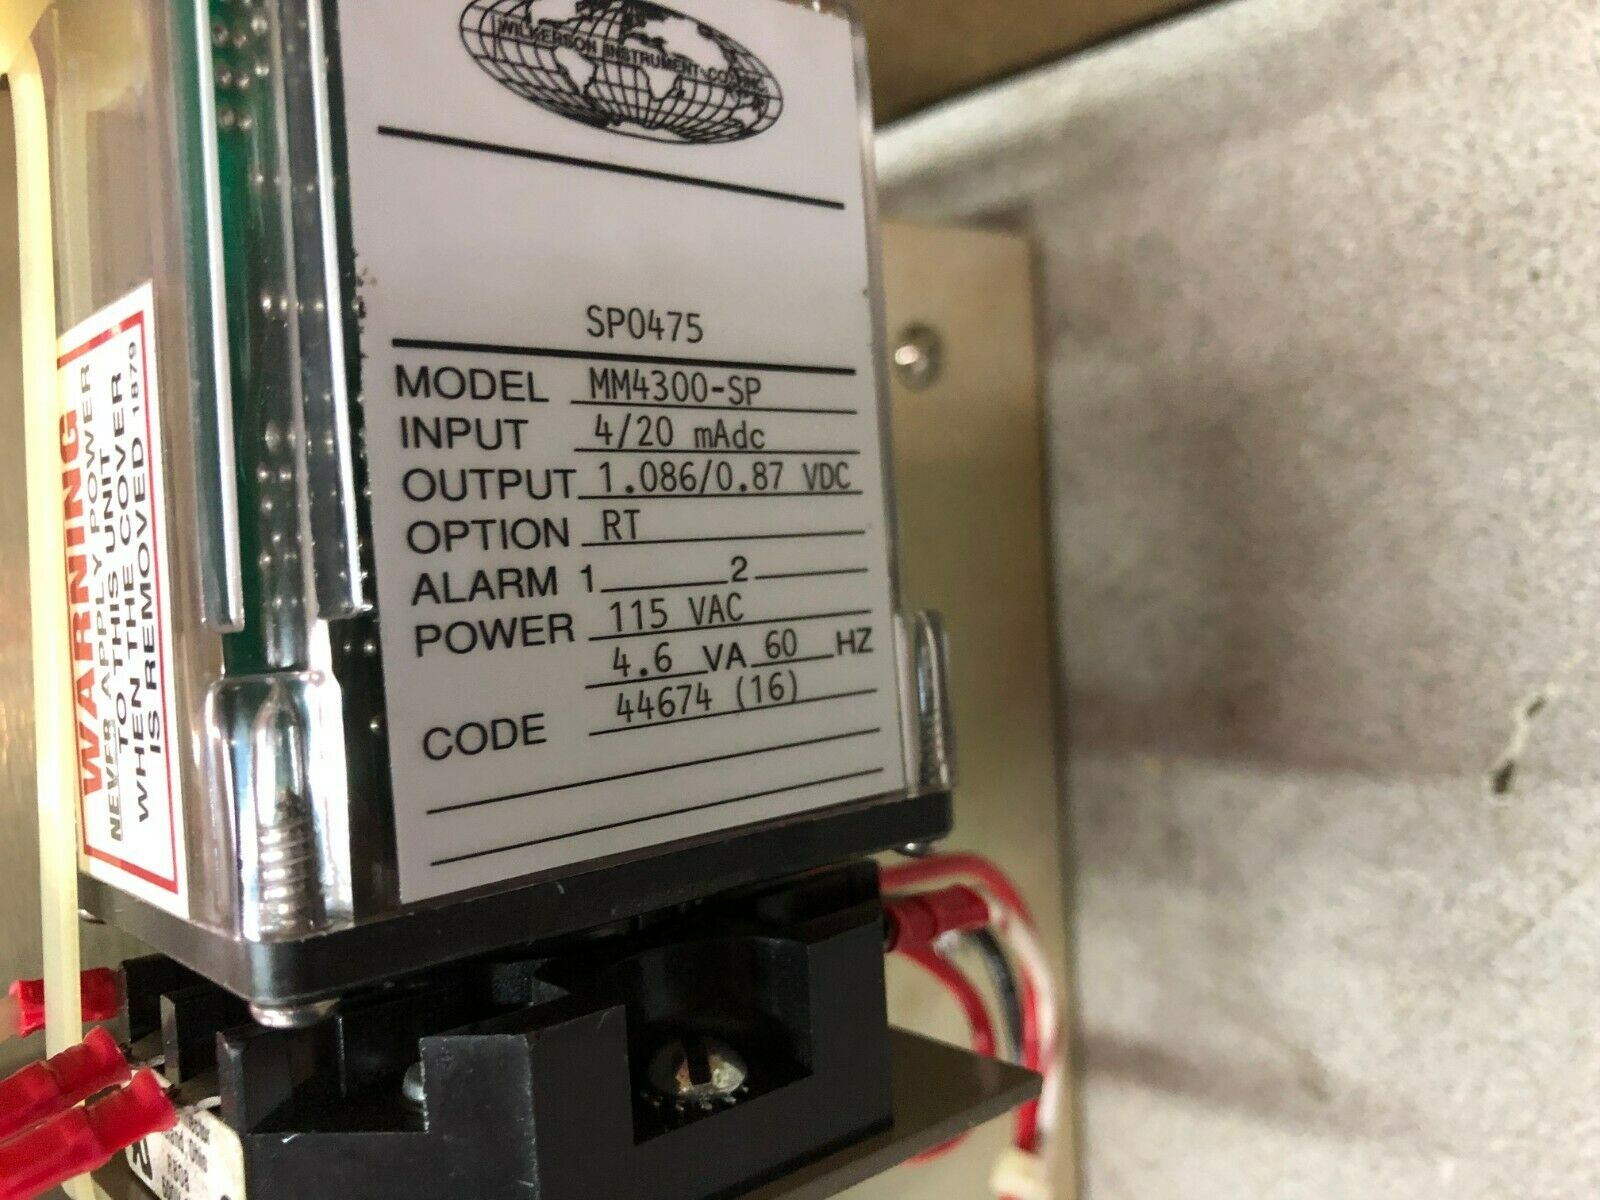 WILKERSON INSTRUMENT CO., INC.
SP0475
MODEL MM4300-SP
INPUT 4/20 mAdc
OUTPUT 1.086/0.87 VDC
OPTION RT
ALARM 1 2
POWER 115 VAC
4.6 VA 60 HZ
CODE 44674 (16)
WARNING
NEVER APPLY POWER
TO THIS UNIT
WHEN THE COVER
IS REMOVED 1879